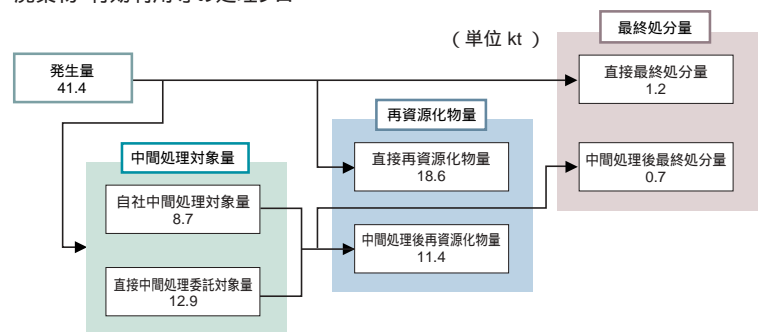 （単位 kt ）
最終処分量
発生量
41.4
直接最終処分量
1.2
再資源化物量
中間処理対象量
直接再資源化物量
18.6
中間処理後最終処分量
0.7
自社中間処理対象量
8.7
中間処理後再資源化物量
11.4
直接中間処理委託対象量
12.9